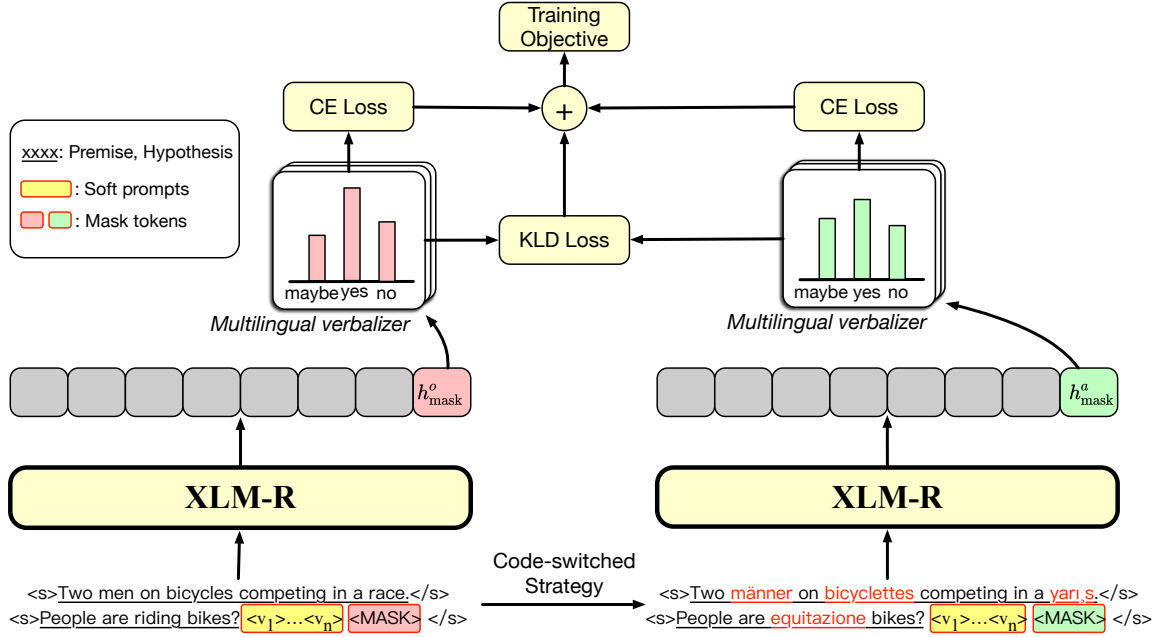 Training
Objective
CE Loss
+
CE Loss
xxxx: Premise, Hypothesis
: Soft prompts
: Mask tokens
KLD Loss
maybe yes no
maybe yes no
Multilingual verbalizer
Multilingual verbalizer
h^o_mask
h^a_mask
XLM-R
XLM-R
Code-switched
Strategy
<s>Two men on bicycles competing in a race.</s>
<s>People are riding bikes? <v1>...<vn> <MASK> </s>
<s>Two männer on bicyclettes competing in a yarı¸s.</s>
<s>People are equitazione bikes? <v1>...<vn> <MASK> </s>